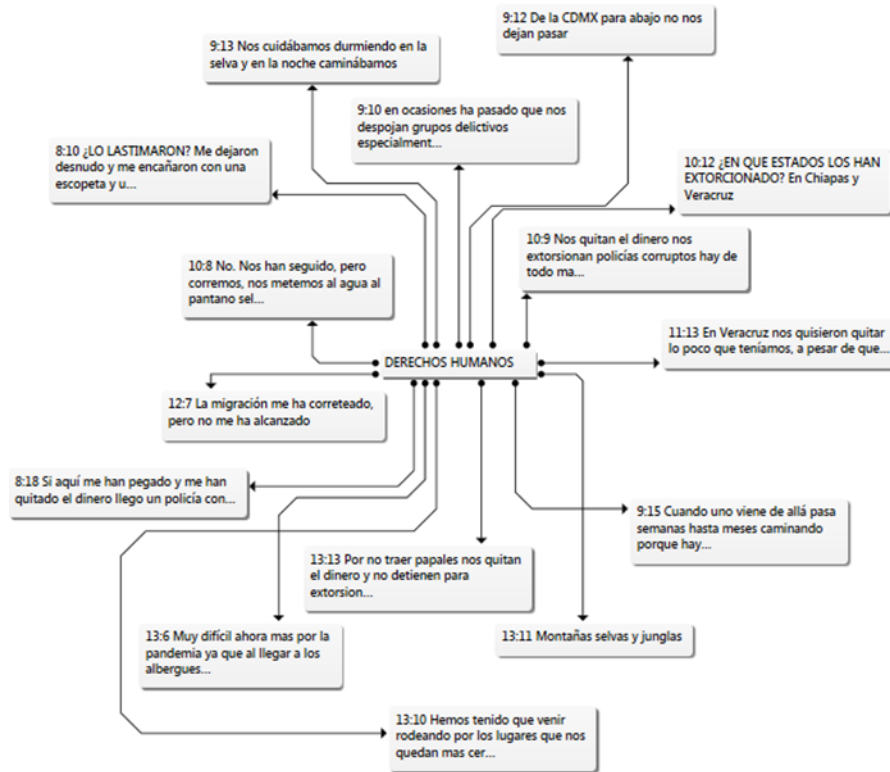 9:12 De la CDMX para abajo no nos
dejan pasar
9:13 Nos cuidábamos durmiendo en la
selva y en la noche caminábamos
9:10 en ocasiones ha pasado que nos
despojan grupos delictivos
especialment...
8:10 ¿LO LASTIMARON? Me dejaron
desnudo y me encañaron con una
escopeta y u...
10:12 ¿EN QUE ESTADOS LOS HAN
EXTORCIONADO? En Chiapas y
Veracruz
10:9 Nos quitan el dinero nos
extorsionan policías corruptos hay de
todo ma...
10:8 No. Nos han seguido, pero
corremos, nos metemos al agua al
pantano sel...
11:13 En Veracruz nos quisieron quitar
lo poco que teníamos, a pesar de que...
DERECHOS HUMANOS
12:7 La migración me ha correteado,
pero no me ha alcanzado
8:18 Si aquí me han pegado y me han
quitado el dinero llego un policía con...
9:15 Cuando uno viene de allá pasa
semanas hasta meses caminando
porque hay....
13:13 Por no traer papales nos quitan
el dinero y no detienen para
extorsion...
13:6 Muy difícil ahora mas por la
pandemia ya que al llegar a los
albergues...
13:11 Montañas selvas y junglas
13:10 Hemos tenido que venir
rodeando por los lugares que nos
quedan mas cer...